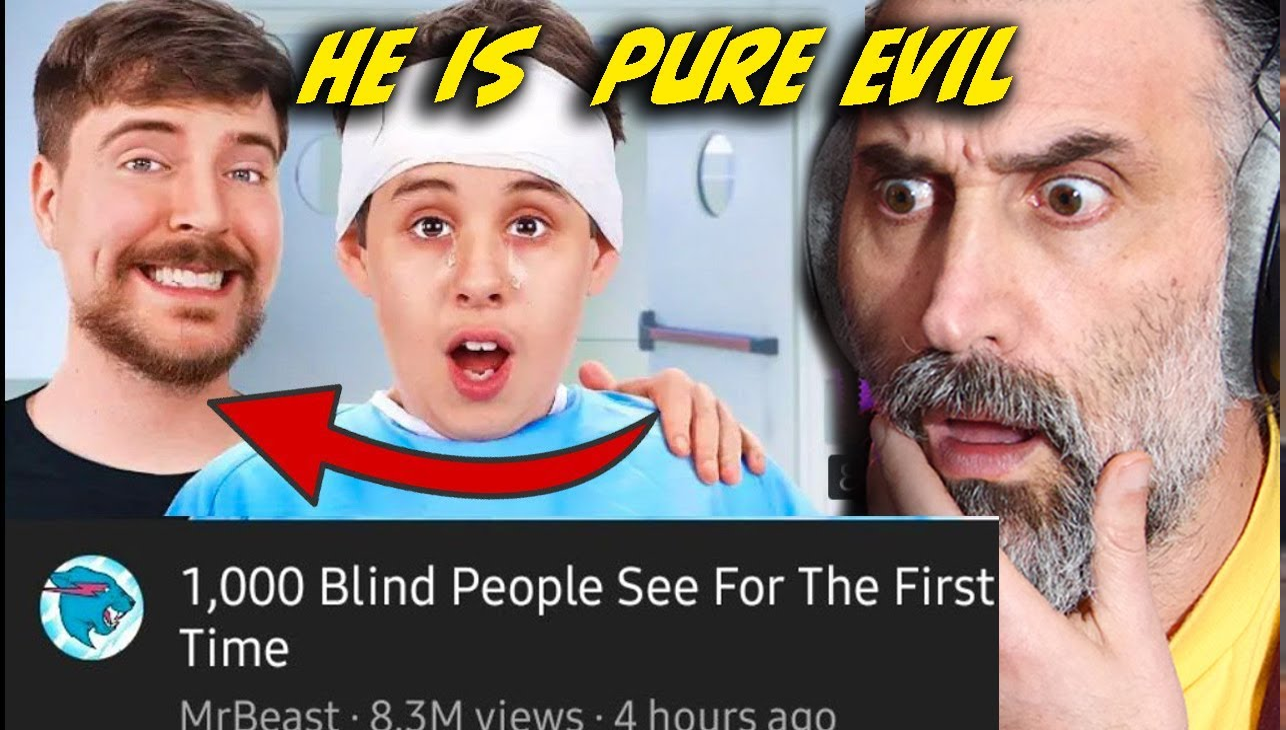 HE IS PURE EVIL
1,000 Blind People See For The First
Time
MrBeast · 8.3M views · 4 hours ago